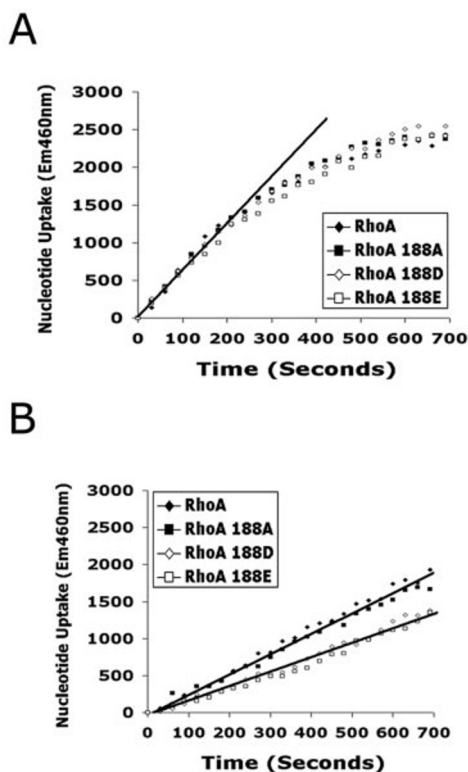 A
Nucleotide Uptake (Em460nm)
3000
2500
2000
1500
1000
500
0
RhoA
RhoA 188A
RhoA 188D
RhoA 188E
0 100 200 300 400 500 600 700
Time (Seconds)
B
Nucleotide Uptake (Em460nm)
3000
2500
2000
1500
1000
500
0
RhoA
RhoA 188A
RhoA 188D
RhoA 188E
0 100 200 300 400 500 600 700
Time (Seconds)